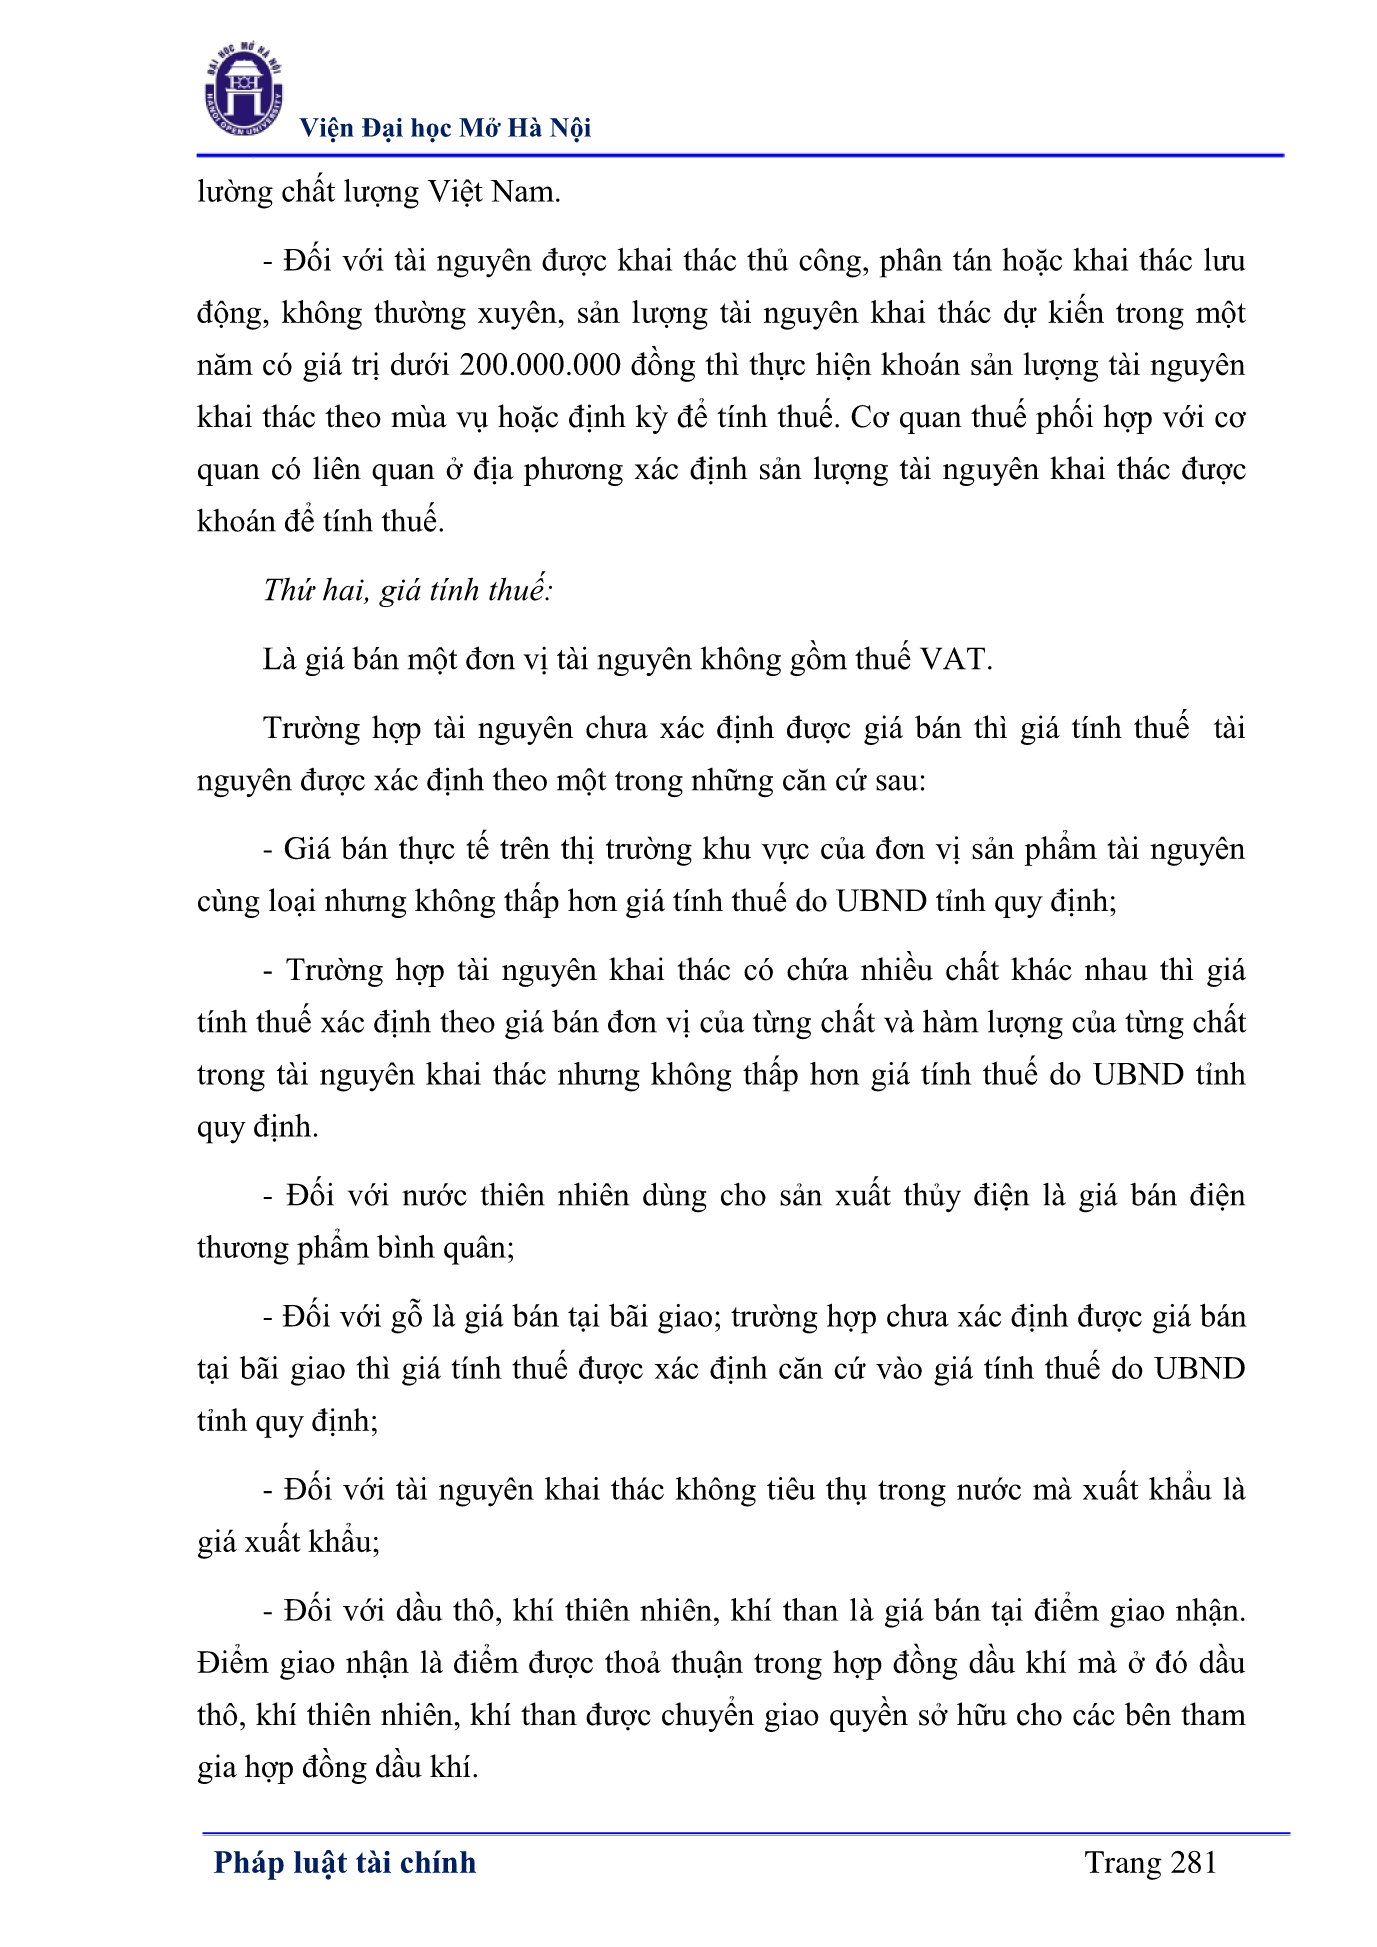 ĐẠI HỌC MỞ HÀ NỘI
HANOI OPEN UNIVERSITY
Viện Đại học Mở Hà Nội
lường chất lượng Việt Nam.
- Đối với tài nguyên được khai thác thủ công, phân tán hoặc khai thác lưu
động, không thường xuyên, sản lượng tài nguyên khai thác dự kiến trong một
năm có giá trị dưới 200.000.000 đồng thì thực hiện khoán sản lượng tài nguyên
khai thác theo mùa vụ hoặc định kỳ để tính thuế. Cơ quan thuế phối hợp với cơ
quan có liên quan ở địa phương xác định sản lượng tài nguyên khai thác được
khoán để tính thuế.
Thứ hai, giá tính thuế:
Là giá bán một đơn vị tài nguyên không gồm thuế VAT.
Trường hợp tài nguyên chưa xác định được giá bán thì giá tính thuế tài
nguyên được xác định theo một trong những căn cứ sau:
- Giá bán thực tế trên thị trường khu vực của đơn vị sản phẩm tài nguyên
cùng loại nhưng không thấp hơn giá tính thuế do UBND tỉnh quy định;
- Trường hợp tài nguyên khai thác có chứa nhiều chất khác nhau thì giá
tính thuế xác định theo giá bán đơn vị của từng chất và hàm lượng của từng chất
trong tài nguyên khai thác nhưng không thấp hơn giá tính thuế do UBND tỉnh
quy định.
- Đối với nước thiên nhiên dùng cho sản xuất thủy điện là giá bán điện
thương phẩm bình quân;
- Đối với gỗ là giá bán tại bãi giao; trường hợp chưa xác định được giá bán
tại bãi giao thì giá tính thuế được xác định căn cứ vào giá tính thuế do UBND
tỉnh quy định;
- Đối với tài nguyên khai thác không tiêu thụ trong nước mà xuất khẩu là
giá xuất khẩu;
- Đối với dầu thô, khí thiên nhiên, khí than là giá bán tại điểm giao nhận.
Điểm giao nhận là điểm được thoả thuận trong hợp đồng dầu khí mà ở đó dầu
thô, khí thiên nhiên, khí than được chuyển giao quyền sở hữu cho các bên tham
gia hợp đồng dầu khí.
Pháp luật tài chính
Trang 281